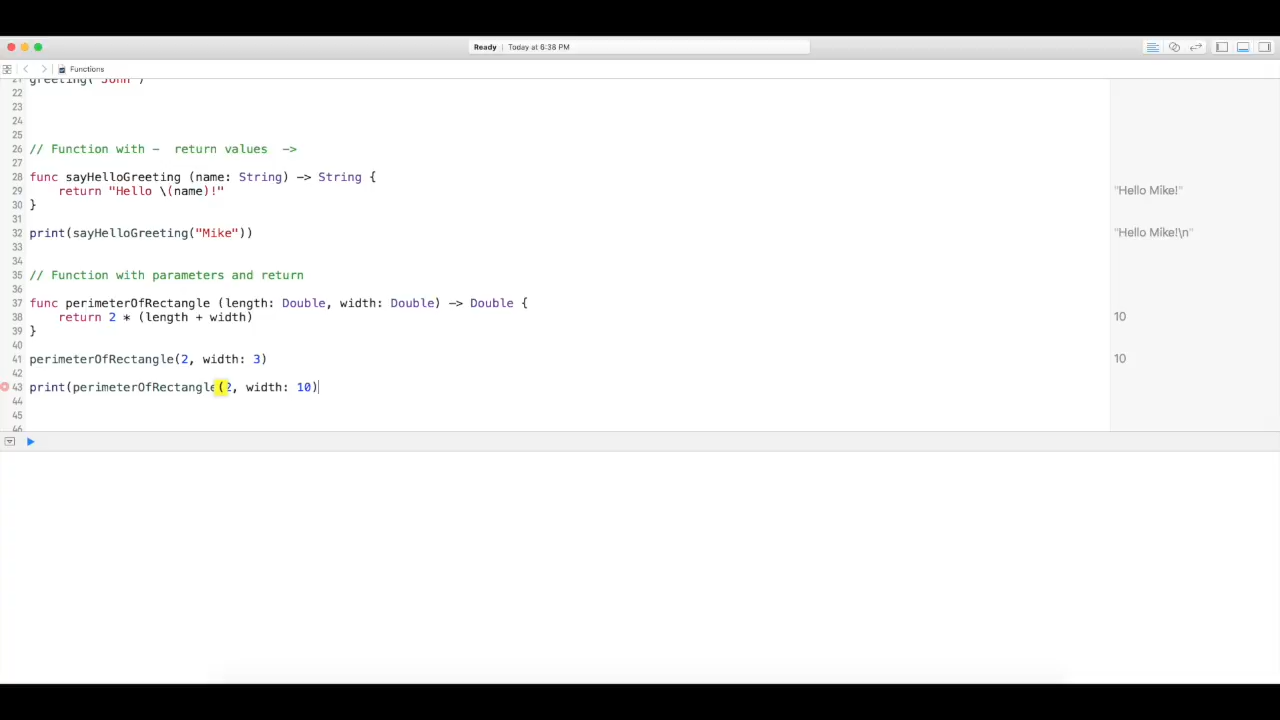 Ready | Today at 6:38 PM
Functions
21 greeting("John")
22
23
24
25
26 // Function with -  return values  ->
27
28 func sayHelloGreeting (name: String) -> String {
29     return "Hello \(name)!" "Hello Mike!"
30 }
31
32 print(sayHelloGreeting("Mike")) "Hello Mike!\n"
33
34
35 // Function with parameters and return
36
37 func perimeterOfRectangle (length: Double, width: Double) -> Double {
38     return 2 * (length + width) 10
39 }
40
41 perimeterOfRectangle(2, width: 3) 10
42
43 print(perimeterOfRectangle(2, width: 10)
44
45
46